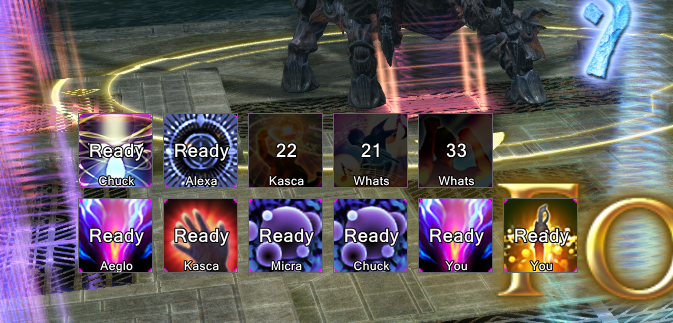 Ready Ready 22 21 33
Chuck Alexa Kasca Whats Whats
Ready Ready Ready Ready Ready Ready
Aeglo Kasca Micra Chuck You You
To